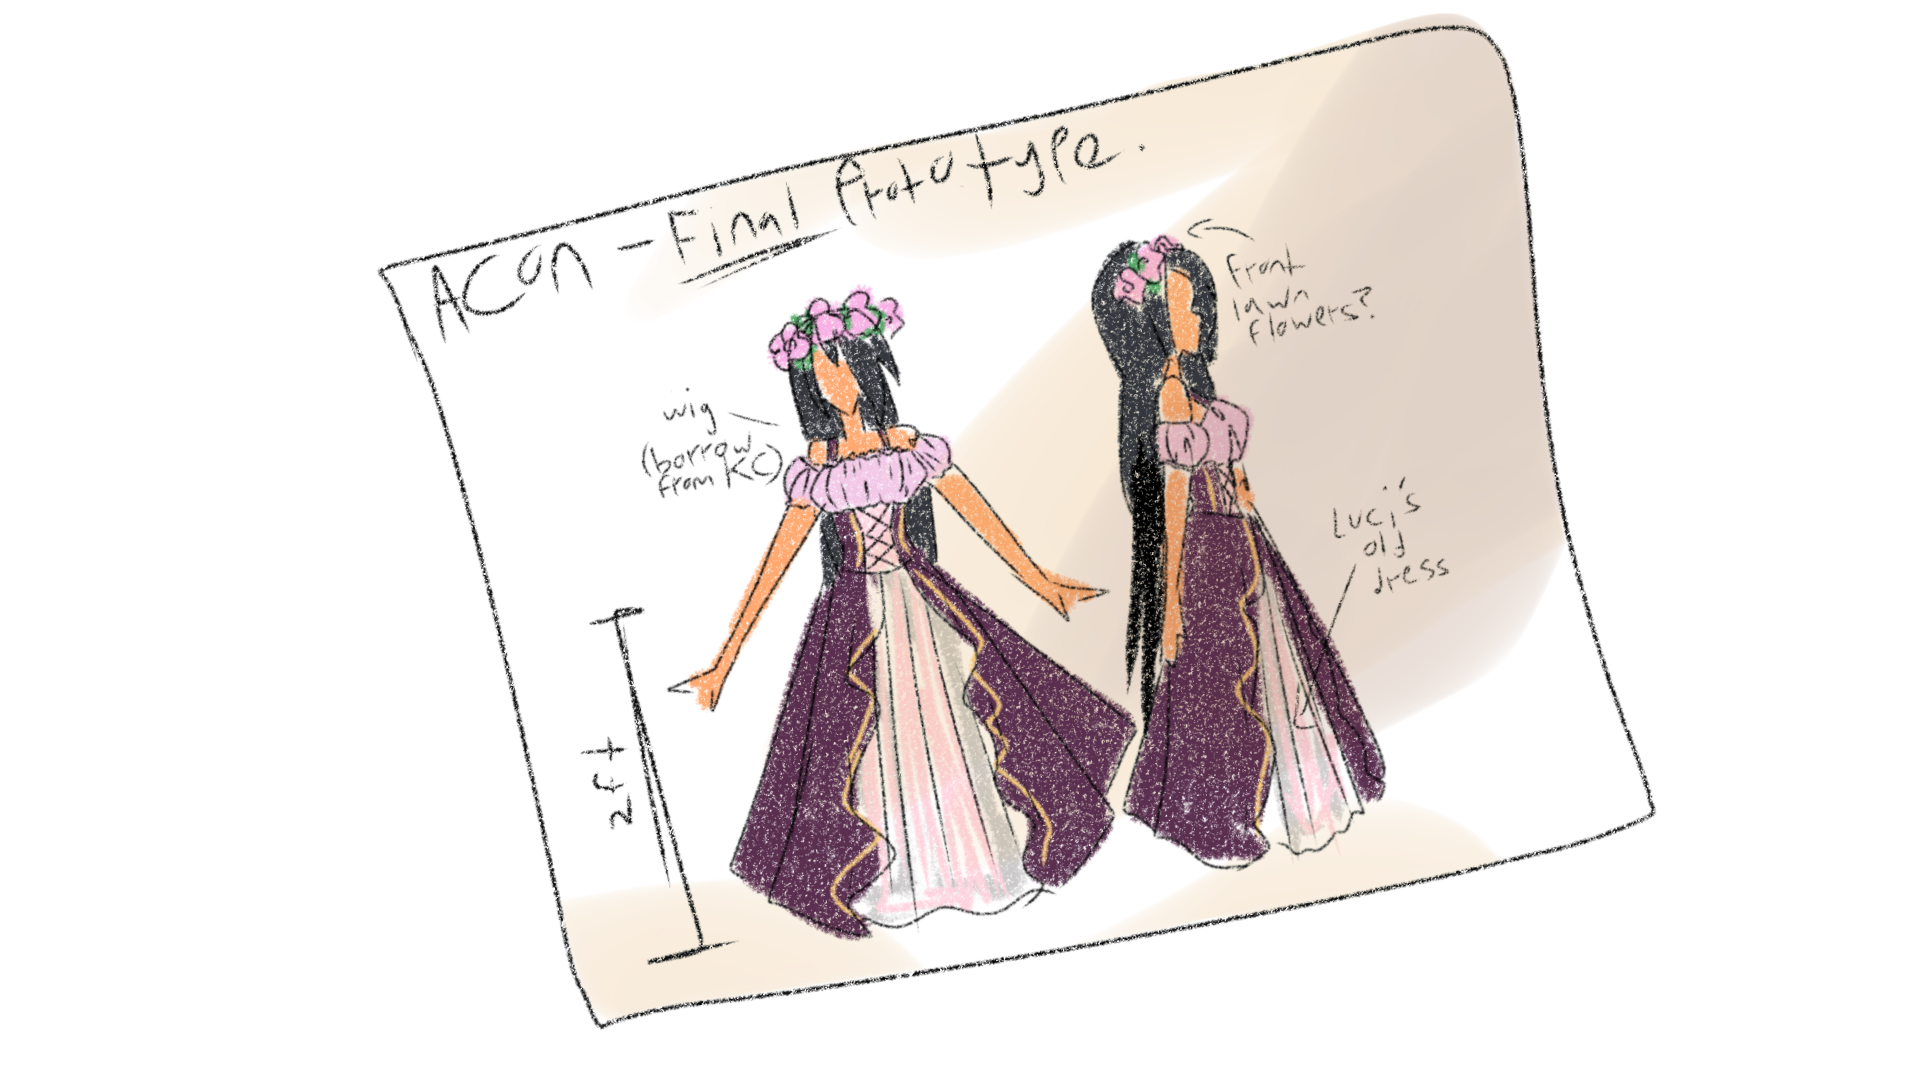 ACON - Final Prototype.
wig
(borrow
from KC)
Front
lawn
flowers?
Luci's
old
dress
2ft